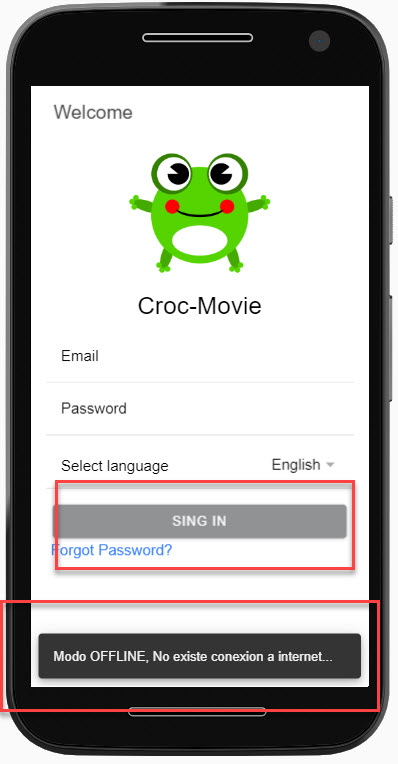 Welcome
Croc-Movie
Email
Password
Select language English
SING IN
Forgot Password?
Modo OFFLINE, No existe conexion a internet...